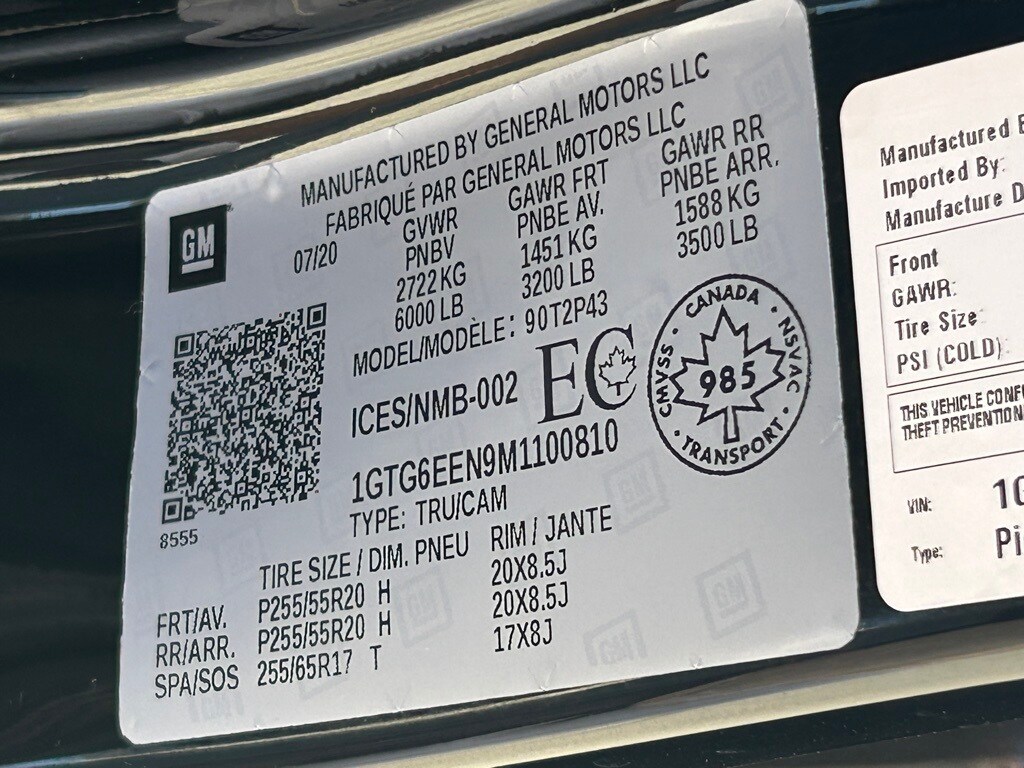 MANUFACTURED BY GENERAL MOTORS LLC
FABRIQUÉ PAR GENERAL MOTORS LLC
GM
07/20
GVWR GAWR FRT GAWR RR
PNBV PNBE AV. PNBE ARR.
2722 KG 1451 KG 1588 KG
6000 LB 3200 LB 3500 LB
MODEL/MODÈLE: 90T2P43
ICES/NMB-002 EC
CANADA · NSVAC · TRANSPORT · CMVSS ·
985
1GTG6EEN9M1100810
TYPE: TRU/CAM
8555
TIRE SIZE / DIM. PNEU RIM / JANTE
FRT/AV. P255/55R20 H 20X8.5J
RR/ARR. P255/55R20 H 20X8.5J
SPA/SOS 255/65R17 T 17X8J
Manufactured
Imported By:
Manufacture
Front
GAWR:
Tire Size
PSI (COLD):
THIS VEHICLE
THEFT PREVENTION
VIN:
Type: